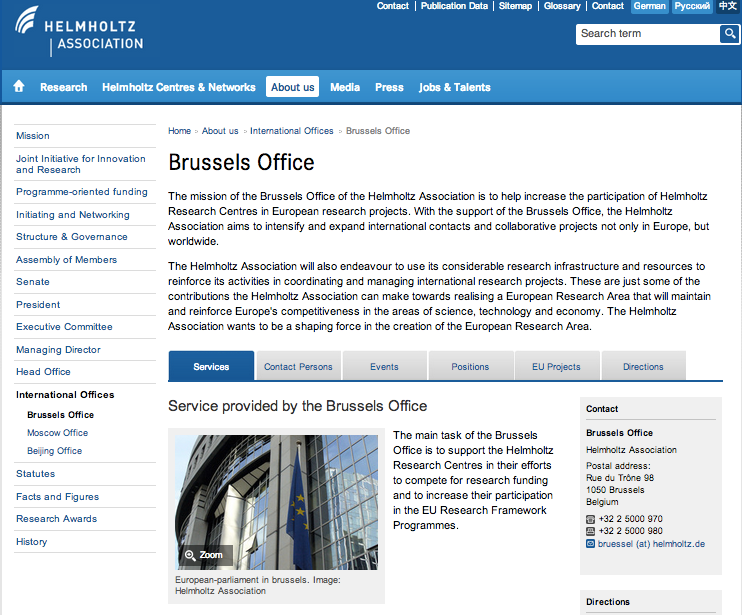 Contact | Publication Data | Sitemap | Glossary | Contact German Русский 中文
HELMHOLTZ
ASSOCIATION
Search term
Research Helmholtz Centres & Networks About us Media Press Jobs & Talents
Mission
Joint Initiative for Innovation
and Research
Programme-oriented funding
Initiating and Networking
Structure & Governance
Assembly of Members
Senate
President
Executive Committee
Managing Director
Head Office
International Offices
Brussels Office
Moscow Office
Beijing Office
Statutes
Facts and Figures
Research Awards
History
Home > About us > International Offices > Brussels Office
Brussels Office
The mission of the Brussels Office of the Helmholtz Association is to help increase the participation of Helmholtz
Research Centres in European research projects. With the support of the Brussels Office, the Helmholtz
Association aims to intensify and expand international contacts and collaborative projects not only in Europe, but
worldwide.
The Helmholtz Association will also endeavour to use its considerable research infrastructure and resources to
reinforce its activities in coordinating and managing international research projects. These are just some of the
contributions the Helmholtz Association can make towards realising a European Research Area that will maintain
and reinforce Europe's competitiveness in the areas of science, technology and economy. The Helmholtz
Association wants to be a shaping force in the creation of the European Research Area.
Services Contact Persons Events Positions EU Projects Directions
Service provided by the Brussels Office
Zoom
European-parliament in brussels. Image:
Helmholtz Association
The main task of the Brussels
Office is to support the Helmholtz
Research Centres in their efforts
to compete for research funding
and to increase their participation
in the EU Research Framework
Programmes.
Contact
Brussels Office
Helmholtz Association
Postal address:
Rue du Trône 98
1050 Brussels
Belgium
+32 2 5000 970
+32 2 5000 980
bruessel (at) helmholtz.de
Directions